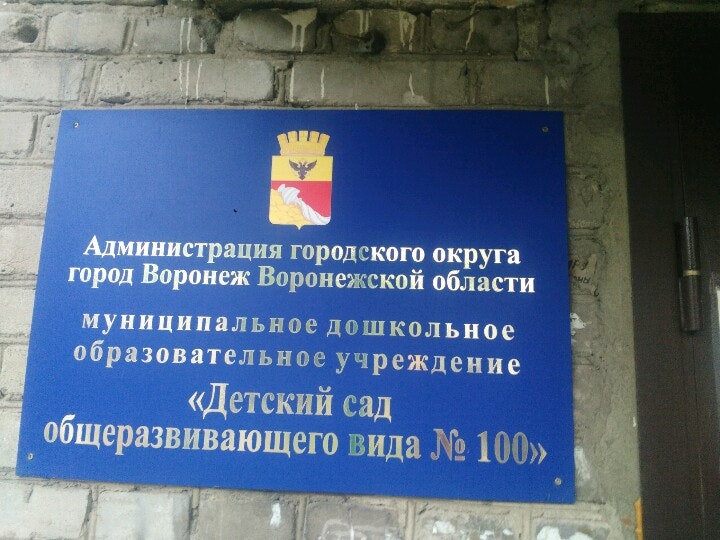 Администрация городского округа
город Воронеж Воронежской области
муниципальное дошкольное
образовательное учреждение
«Детский сад
общеразвивающего вида № 100»